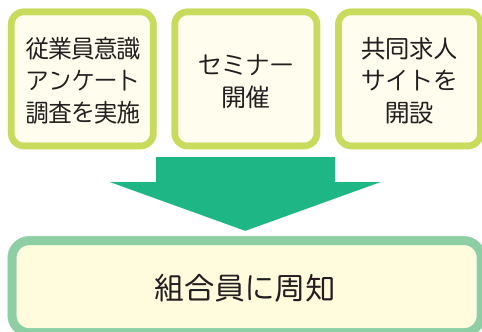 従業員意識
アンケート
調査を実施
セミナー
開催
共同求人
サイトを
開設
組合員に周知